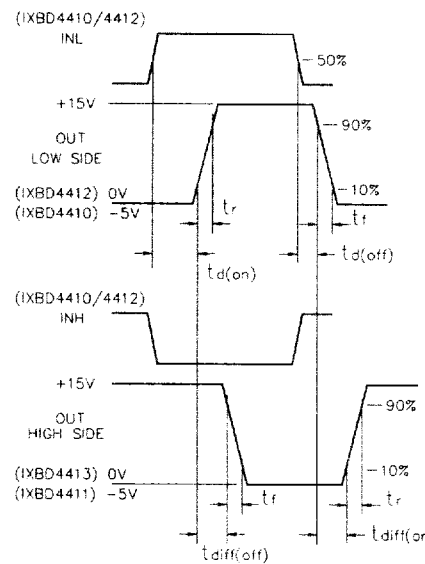 (IXBD4410/4412)
INL
50%
+15V
OUT
LOW SIDE
90%
(IXBD4412) 0V
(IXBD4410) -5V
10%
tr
tf
td(on)
td(off)
(IXBD4410/4412)
INH
+15V
OUT
HIGH SIDE
90%
(IXBD4413) 0V
(IXBD4411) -5V
10%
tf
tr
tdiff(off)
tdiff(or